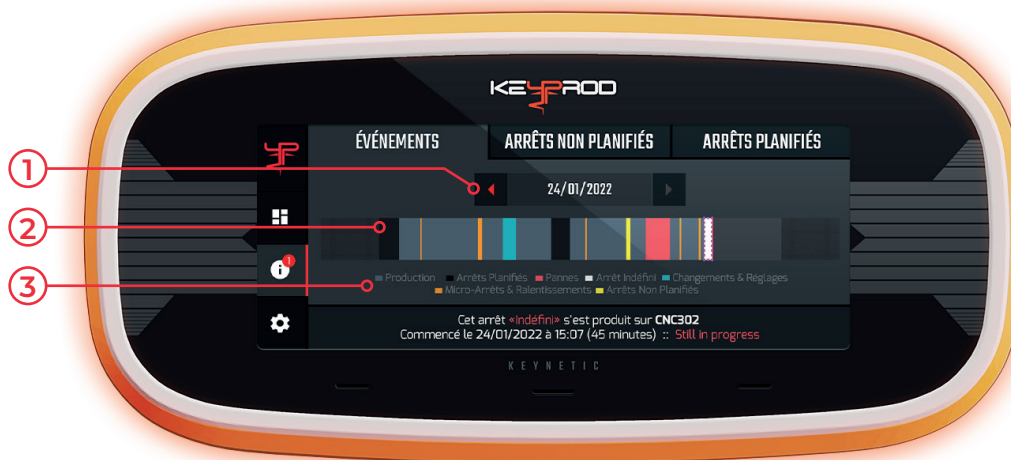 KEYPROD
ÉVÉNEMENTS
ARRÊTS NON PLANIFIÉS
ARRÊTS PLANIFIÉS
1
24/01/2022
2
1
3
Production Arrêts Planifiés Pannes Arrêt Indéfini Changements & Réglages
Micro-Arrêts & Ralentissements Arrêts Non Planifiés
Cet arrêt «Indéfini» s'est produit sur CNC302
Commencé le 24/01/2022 à 15:07 (45 minutes) :: Still in progress
KEYNETIC